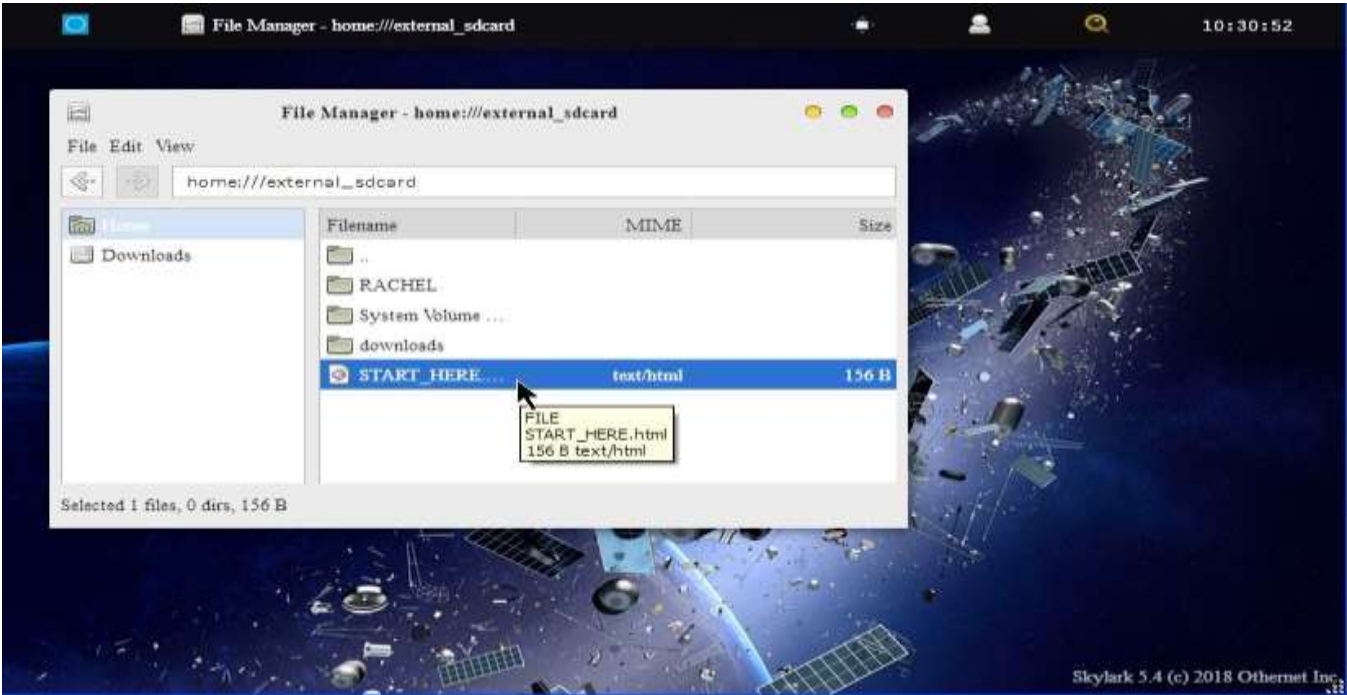 File Manager - home:///external_sdcard
10:30:52
File Manager - home:///external_sdcard
File Edit View
home:///external_sdcard
Home
Downloads
Filename MIME Size
..
RACHEL
System Volume ...
downloads
START_HERE.... text/html 156 B
FILE
START_HERE.html
156 B text/html
Selected 1 files, 0 dirs, 156 B
Skylark 5.4 (c) 2018 Othernet Inc.